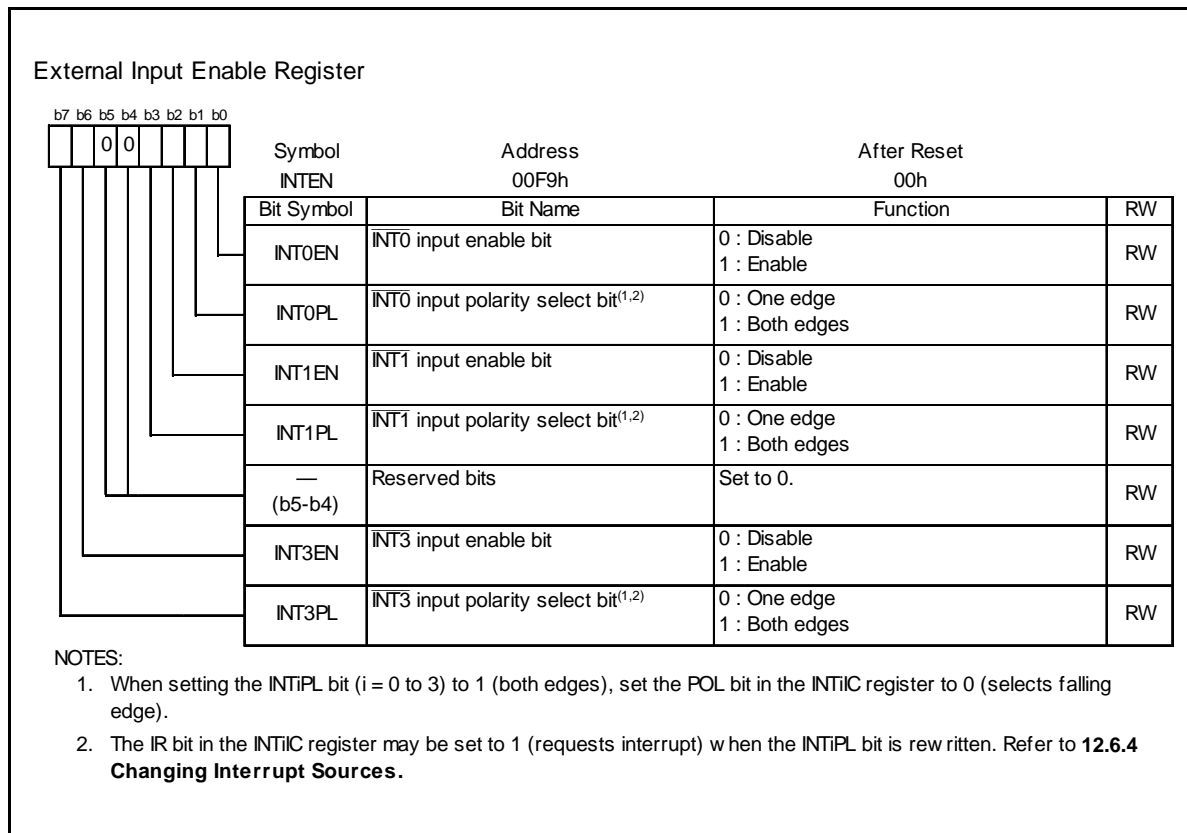 External Input Enable Register
b7 b6 b5 b4 b3 b2 b1 b0
0 0
Symbol Address After Reset
INTEN 00F9h 00h
Bit Symbol Bit Name Function RW
INT0EN INT0 input enable bit 0 : Disable RW
1 : Enable
INT0PL INT0 input polarity select bit(1,2) 0 : One edge RW
1 : Both edges
INT1EN INT1 input enable bit 0 : Disable RW
1 : Enable
INT1PL INT1 input polarity select bit(1,2) 0 : One edge RW
1 : Both edges
— Reserved bits Set to 0. RW
(b5-b4)
INT3EN INT3 input enable bit 0 : Disable RW
1 : Enable
INT3PL INT3 input polarity select bit(1,2) 0 : One edge RW
1 : Both edges
NOTES:
1. When setting the INTiPL bit (i = 0 to 3) to 1 (both edges), set the POL bit in the INTiIC register to 0 (selects falling
edge).
2. The IR bit in the INTiIC register may be set to 1 (requests interrupt) when the INTiPL bit is rewritten. Refer to 12.6.4
Changing Interrupt Sources.